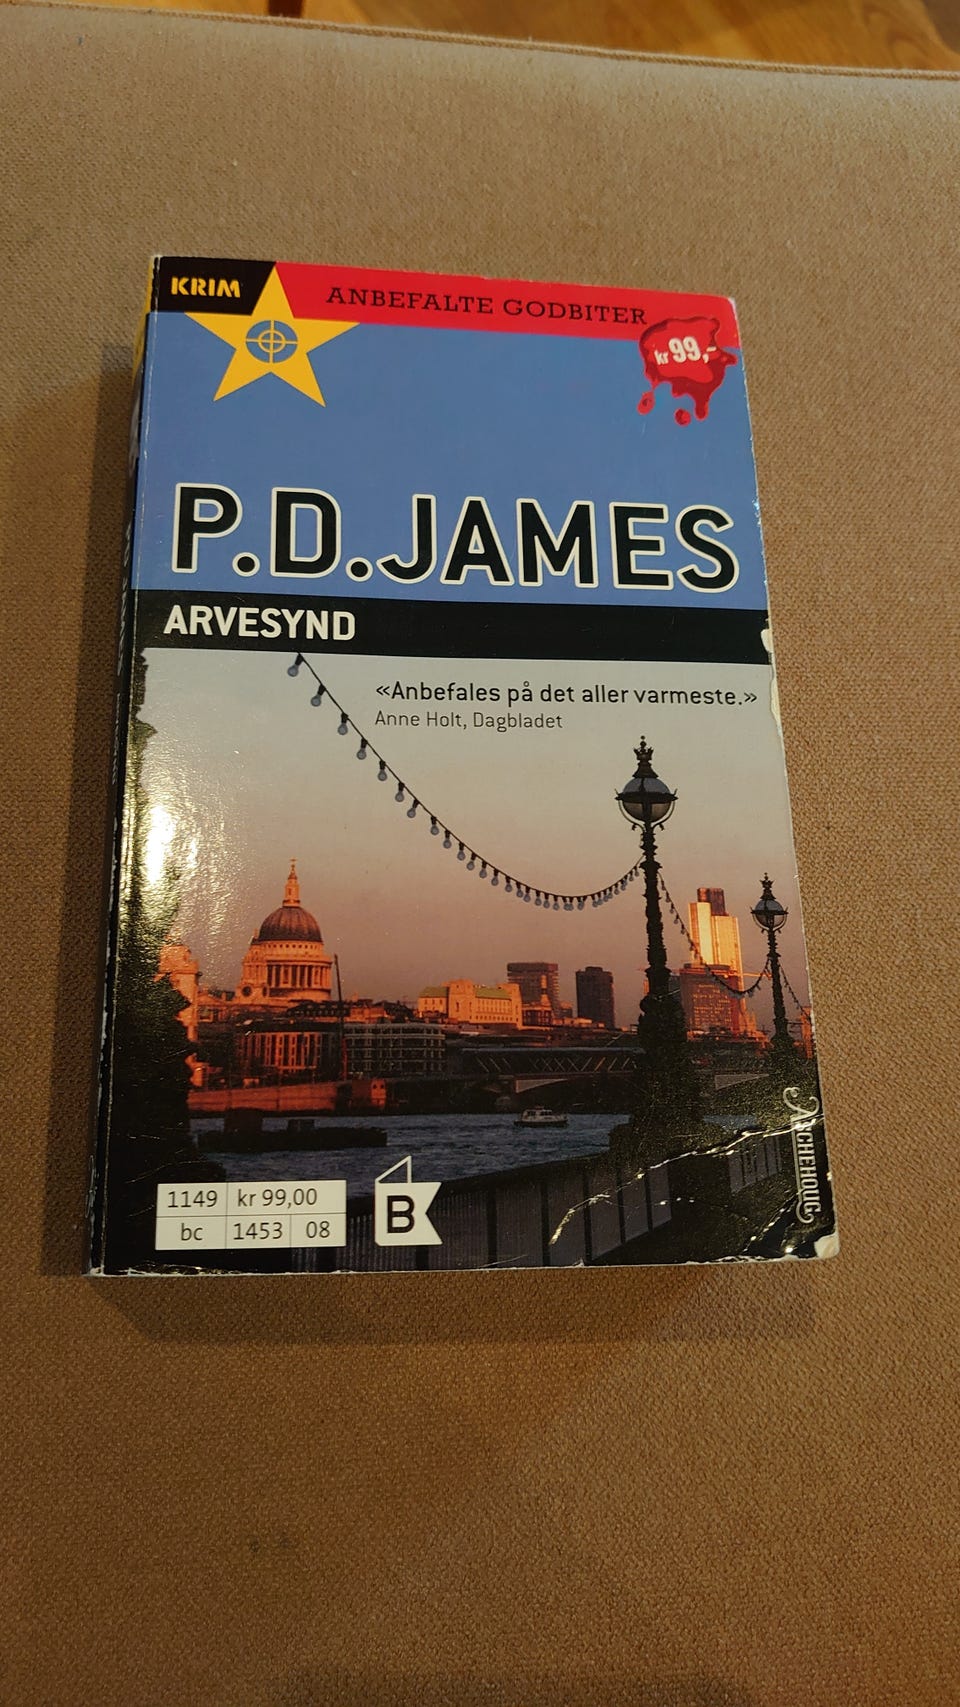 KRIM
ANBEFALTE GODBITER
kr 99,-
P.D. JAMES
ARVESYND
«Anbefales på det aller varmeste.»
Anne Holt, Dagbladet
ASCHEHOUG
1149 kr 99,00
bc 1453 08
B